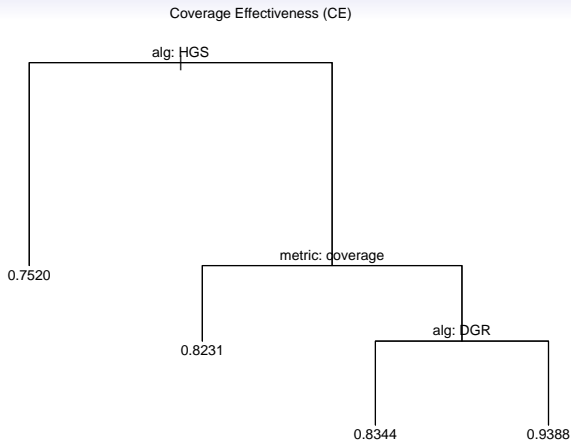 Coverage Effectiveness (CE)
alg: HGS
metric: coverage
0.7520
alg: DGR
0.8231
0.8344
0.9388